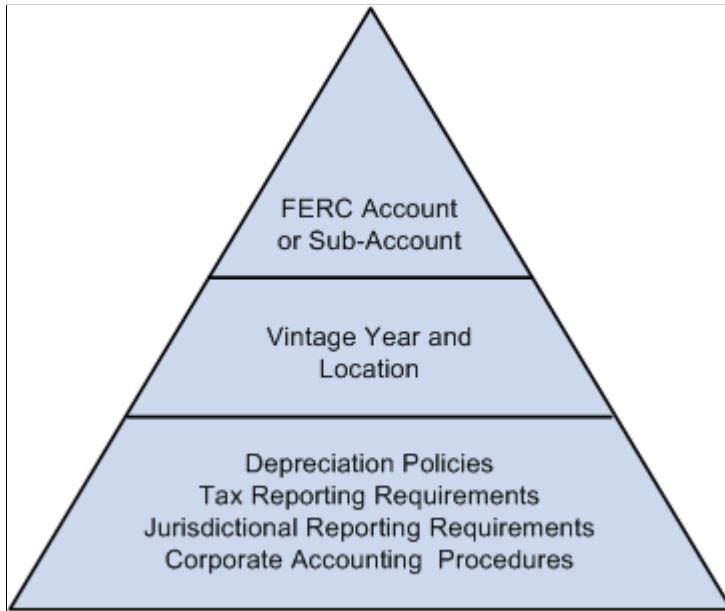 FERC Account
or Sub-Account
Vintage Year and
Location
Depreciation Policies
Tax Reporting Requirements
Jurisdictional Reporting Requirements
Corporate Accounting Procedures